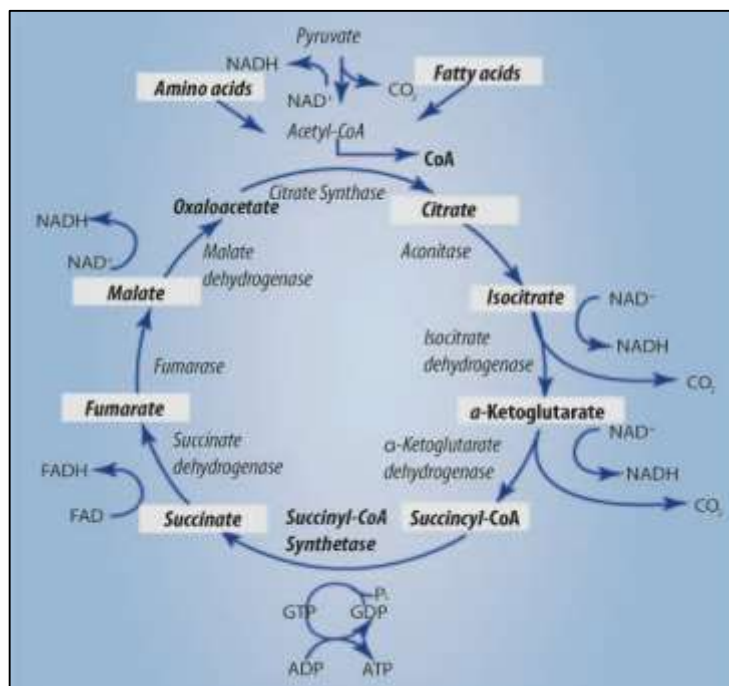 Pyruvate
NADH
NAD⁺
CO₂
Amino acids
Fatty acids
Acetyl-CoA
CoA
Citrate Synthase
Oxaloacetate
Citrate
Aconitase
Isocitrate
NAD⁺
NADH
Isocitrate
dehydrogenase
CO₂
α-Ketoglutarate
NAD⁺
NADH
α-Ketoglutarate
dehydrogenase
CO₂
Succincyl-CoA
Succinyl-CoA
Synthetase
Pᵢ
GTP
GDP
ADP
ATP
Succinate
Succinate
dehydrogenase
FADH
FAD
Fumarate
Fumarase
Malate
Malate
dehydrogenase
NADH
NAD⁺